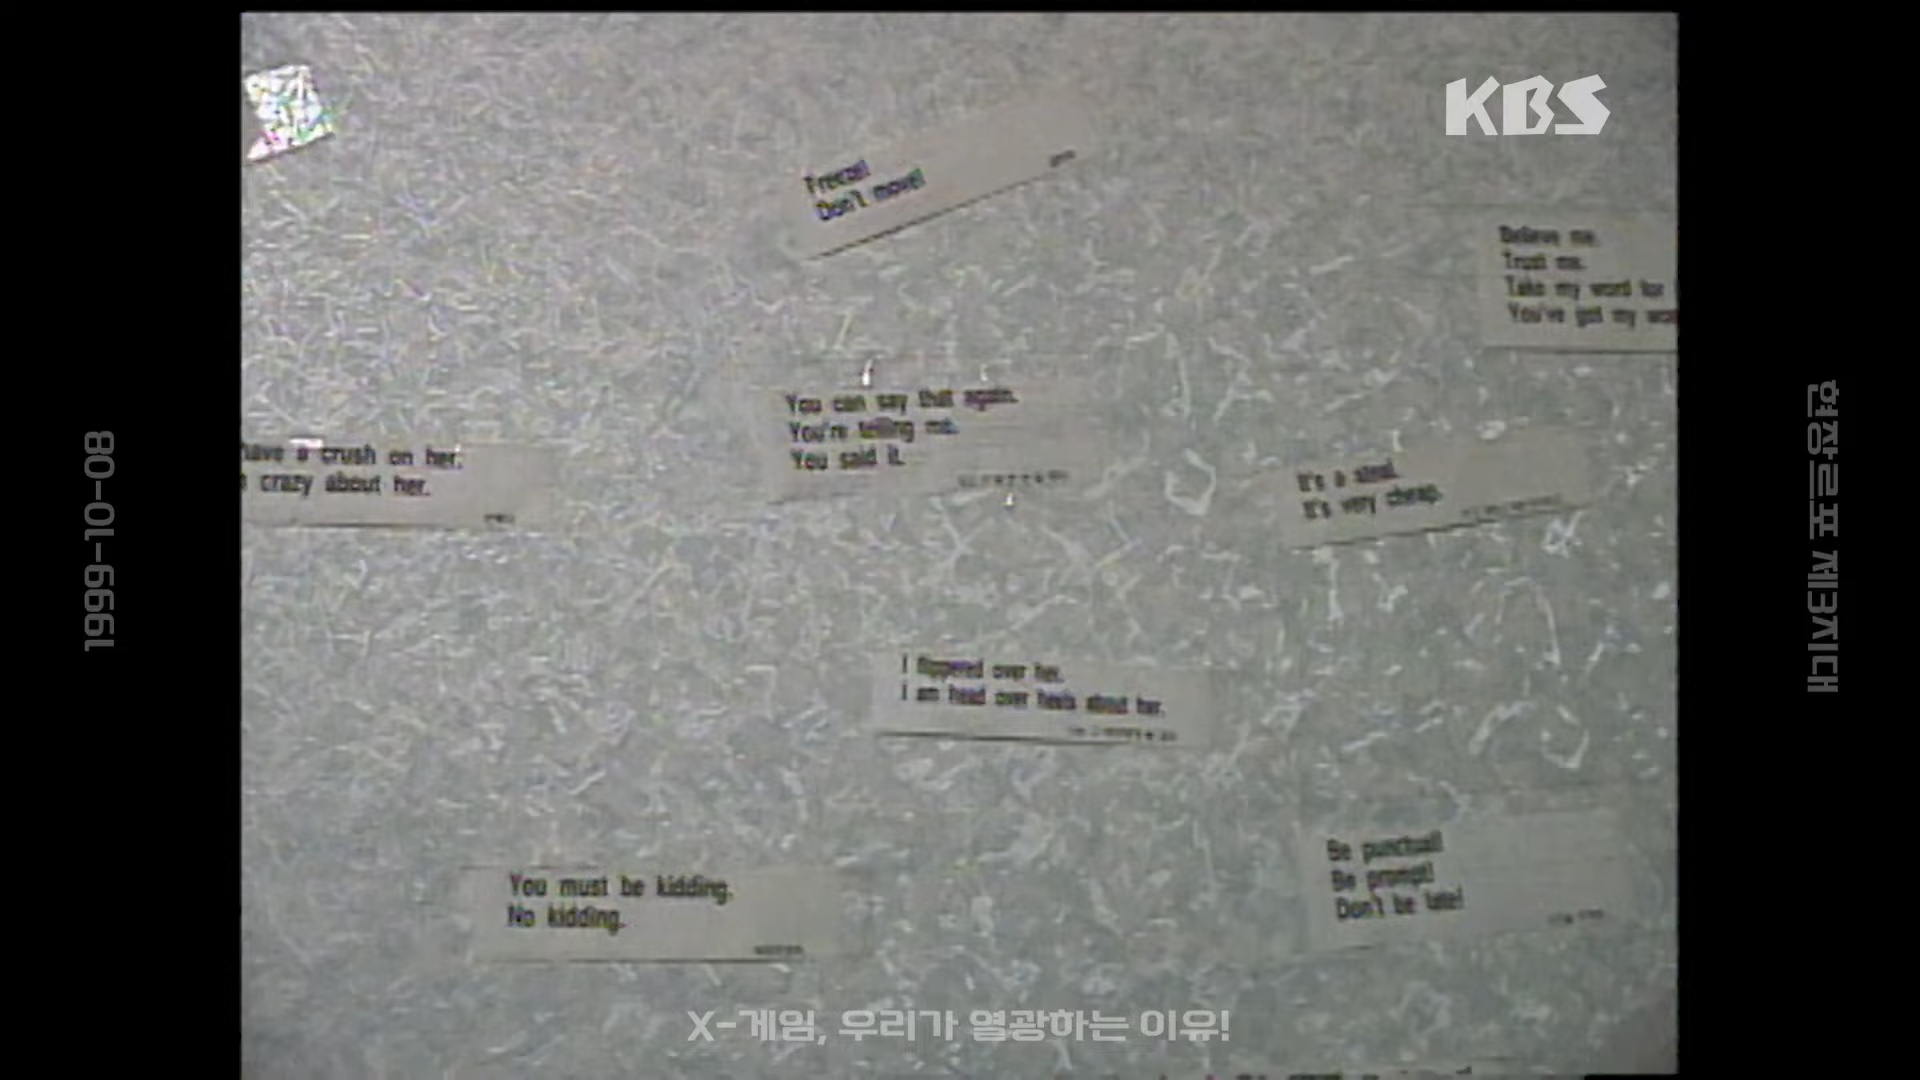 KBS
Freeze!
Don't move!
Believe me.
Trust me.
Take my word for
You've got my
You can say that again.
You're telling me.
You said it.
have a crush on her.
crazy about her.
It's a steal.
It's very cheap.
I flippered over her.
I am head over heels about her.
You must be kidding.
No kidding.
Be punctual!
Be prompt!
Don't be late!
1999-10-08
현장르포 제3지대
X-게임, 우리가 열광하는 이유!